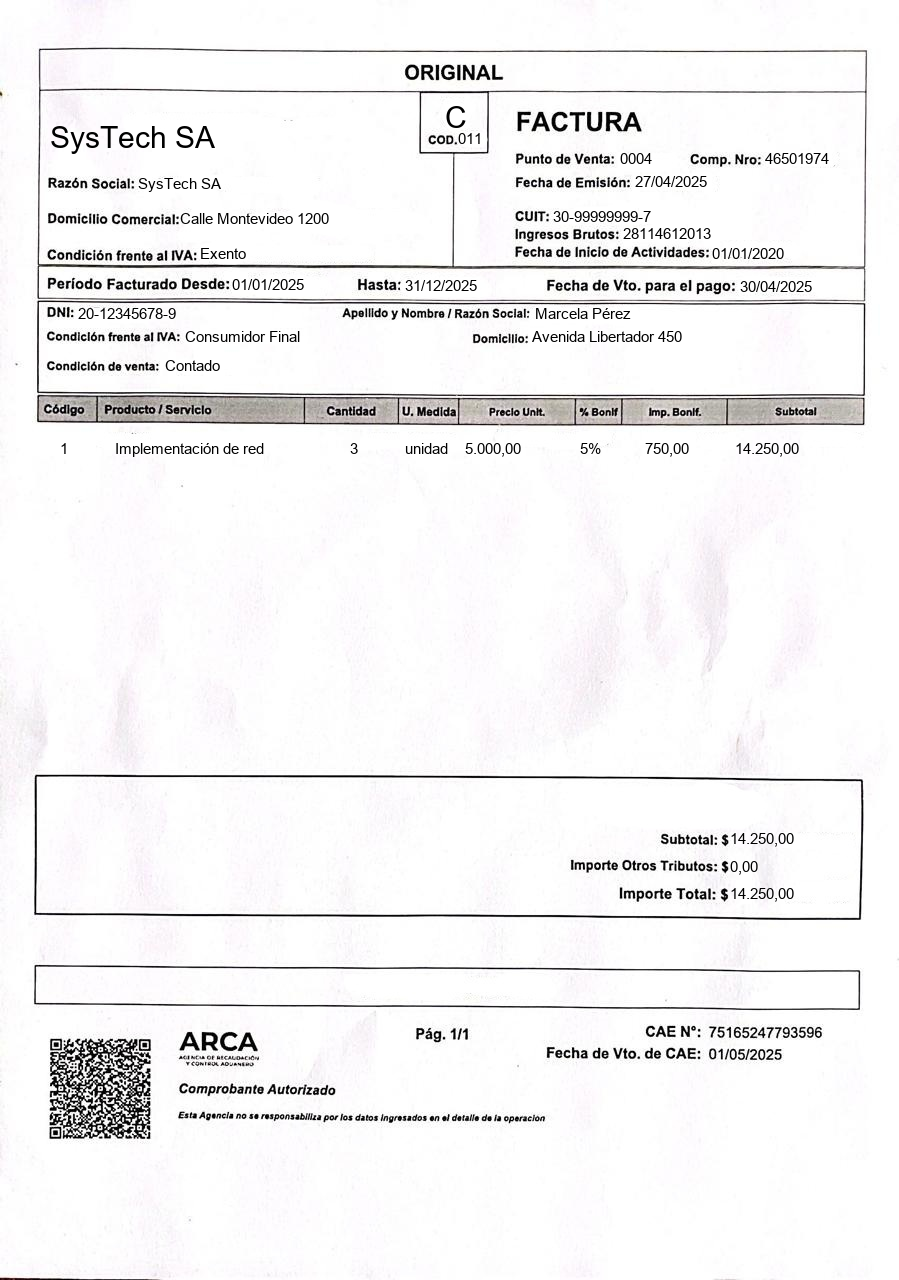 ORIGINAL
C
COD.011
SysTech SA
FACTURA
Punto de Venta: 0004 Comp. Nro: 46501974
Razón Social: SysTech SA
Fecha de Emisión: 27/04/2025
Domicilio Comercial:Calle Montevideo 1200
CUIT: 30-99999999-7
Ingresos Brutos: 28114612013
Condición frente al IVA: Exento
Fecha de Inicio de Actividades: 01/01/2020
Período Facturado Desde: 01/01/2025 Hasta: 31/12/2025 Fecha de Vto. para el pago: 30/04/2025
DNI: 20-12345678-9 Apellido y Nombre / Razón Social: Marcela Pérez
Condición frente al IVA: Consumidor Final Domicilio: Avenida Libertador 450
Condición de venta: Contado
Código Producto / Servicio Cantidad U. Medida Precio Unit. % Bonif Imp. Bonif. Subtotal
1 Implementación de red 3 unidad 5.000,00 5% 750,00 14.250,00
Subtotal: $14.250,00
Importe Otros Tributos: $0,00
Importe Total: $14.250,00
ARCA
AGENCIA DE RECAUDACIÓN
Y CONTROL ADUANERO
Pág. 1/1
CAE N°: 75165247793596
Fecha de Vto. de CAE: 01/05/2025
Comprobante Autorizado
Esta Agencia no se responsabiliza por los datos ingresados en el detalle de la operación